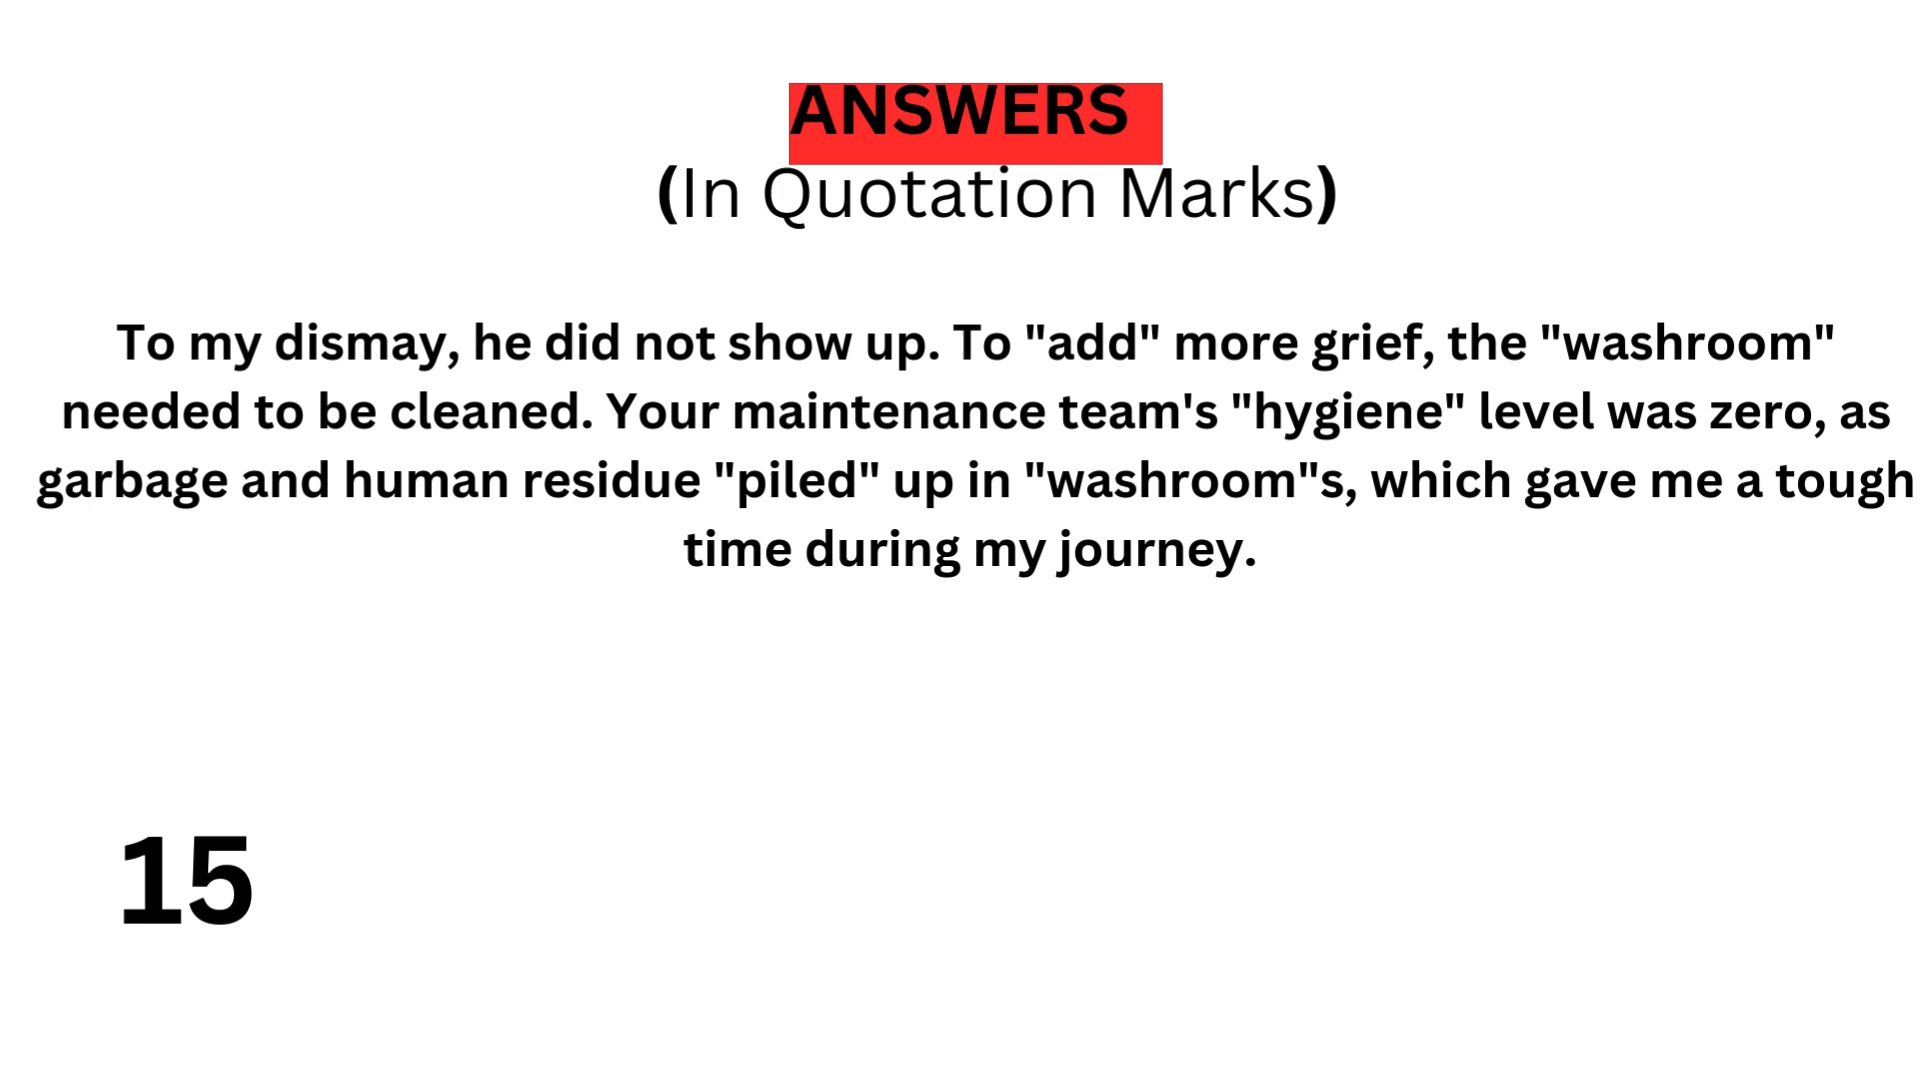 ANSWERS
(In Quotation Marks)
To my dismay, he did not show up. To "add" more grief, the "washroom"
needed to be cleaned. Your maintenance team's "hygiene" level was zero, as
garbage and human residue "piled" up in "washroom"s, which gave me a tough
time during my journey.
15